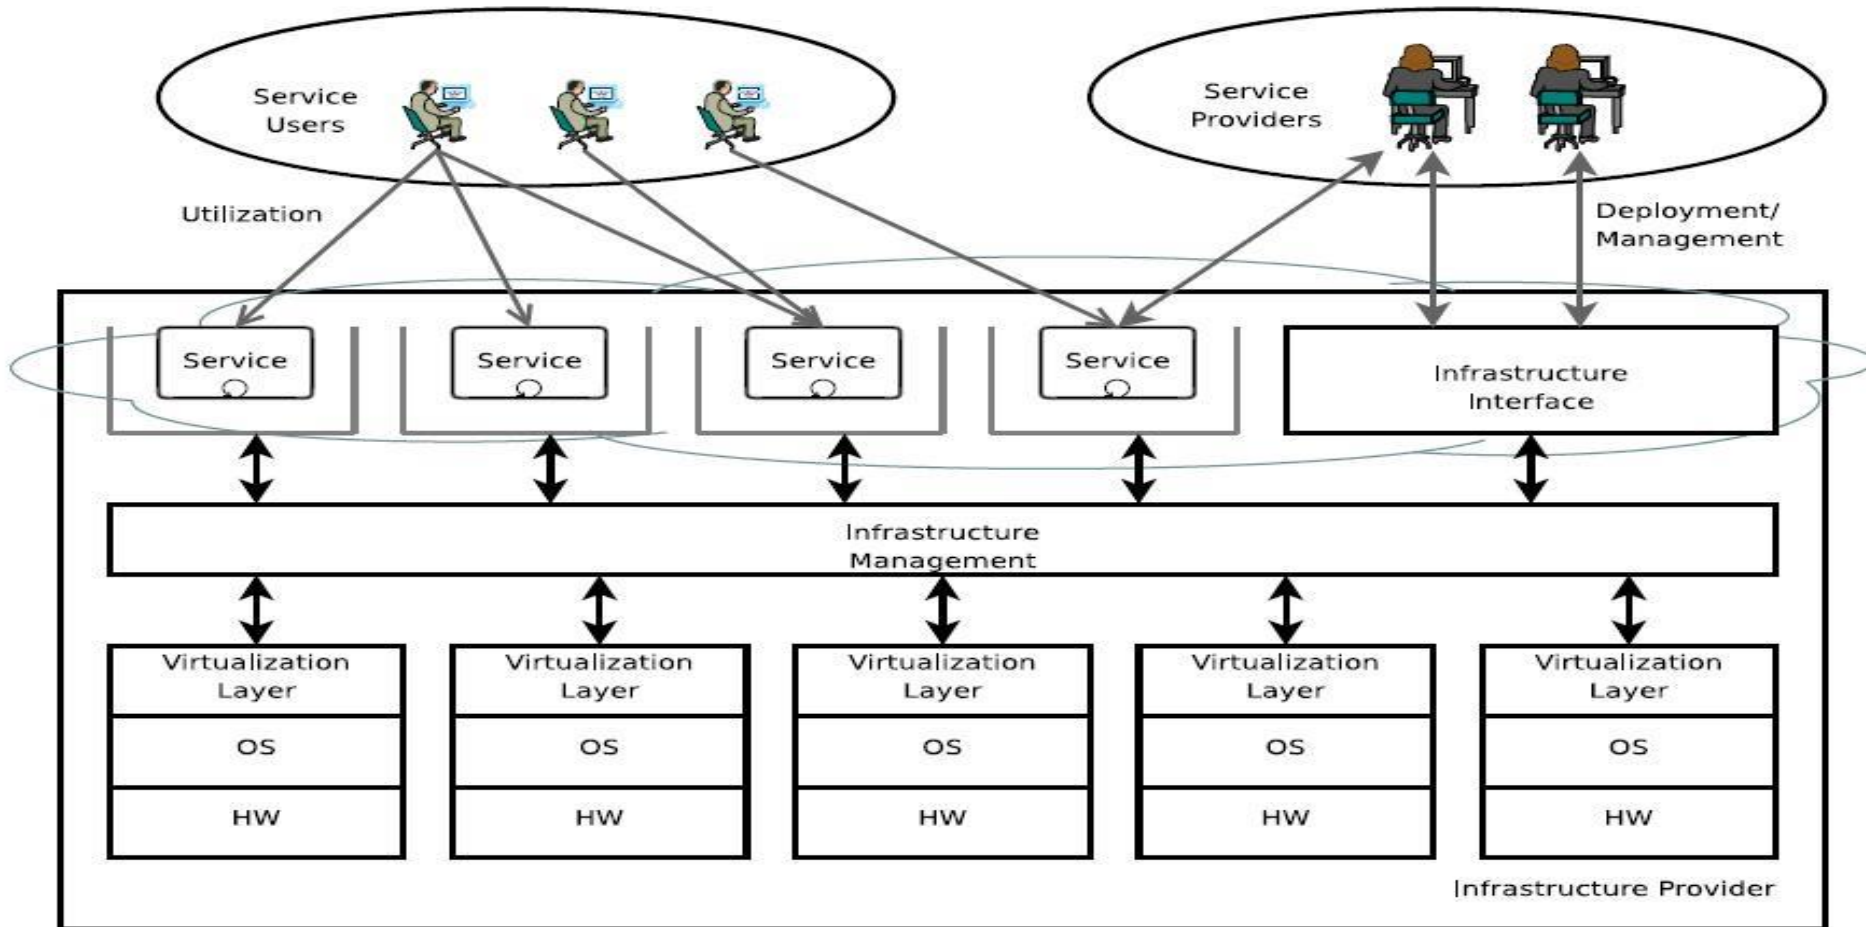 Service
Users
Service
Providers
Utilization
Deployment/
Management
Service
Service
Service
Service
Infrastructure
Interface
Infrastructure
Management
Virtualization
Layer
Virtualization
Layer
Virtualization
Layer
Virtualization
Layer
Virtualization
Layer
OS
OS
OS
OS
OS
HW
HW
HW
HW
HW
Infrastructure Provider